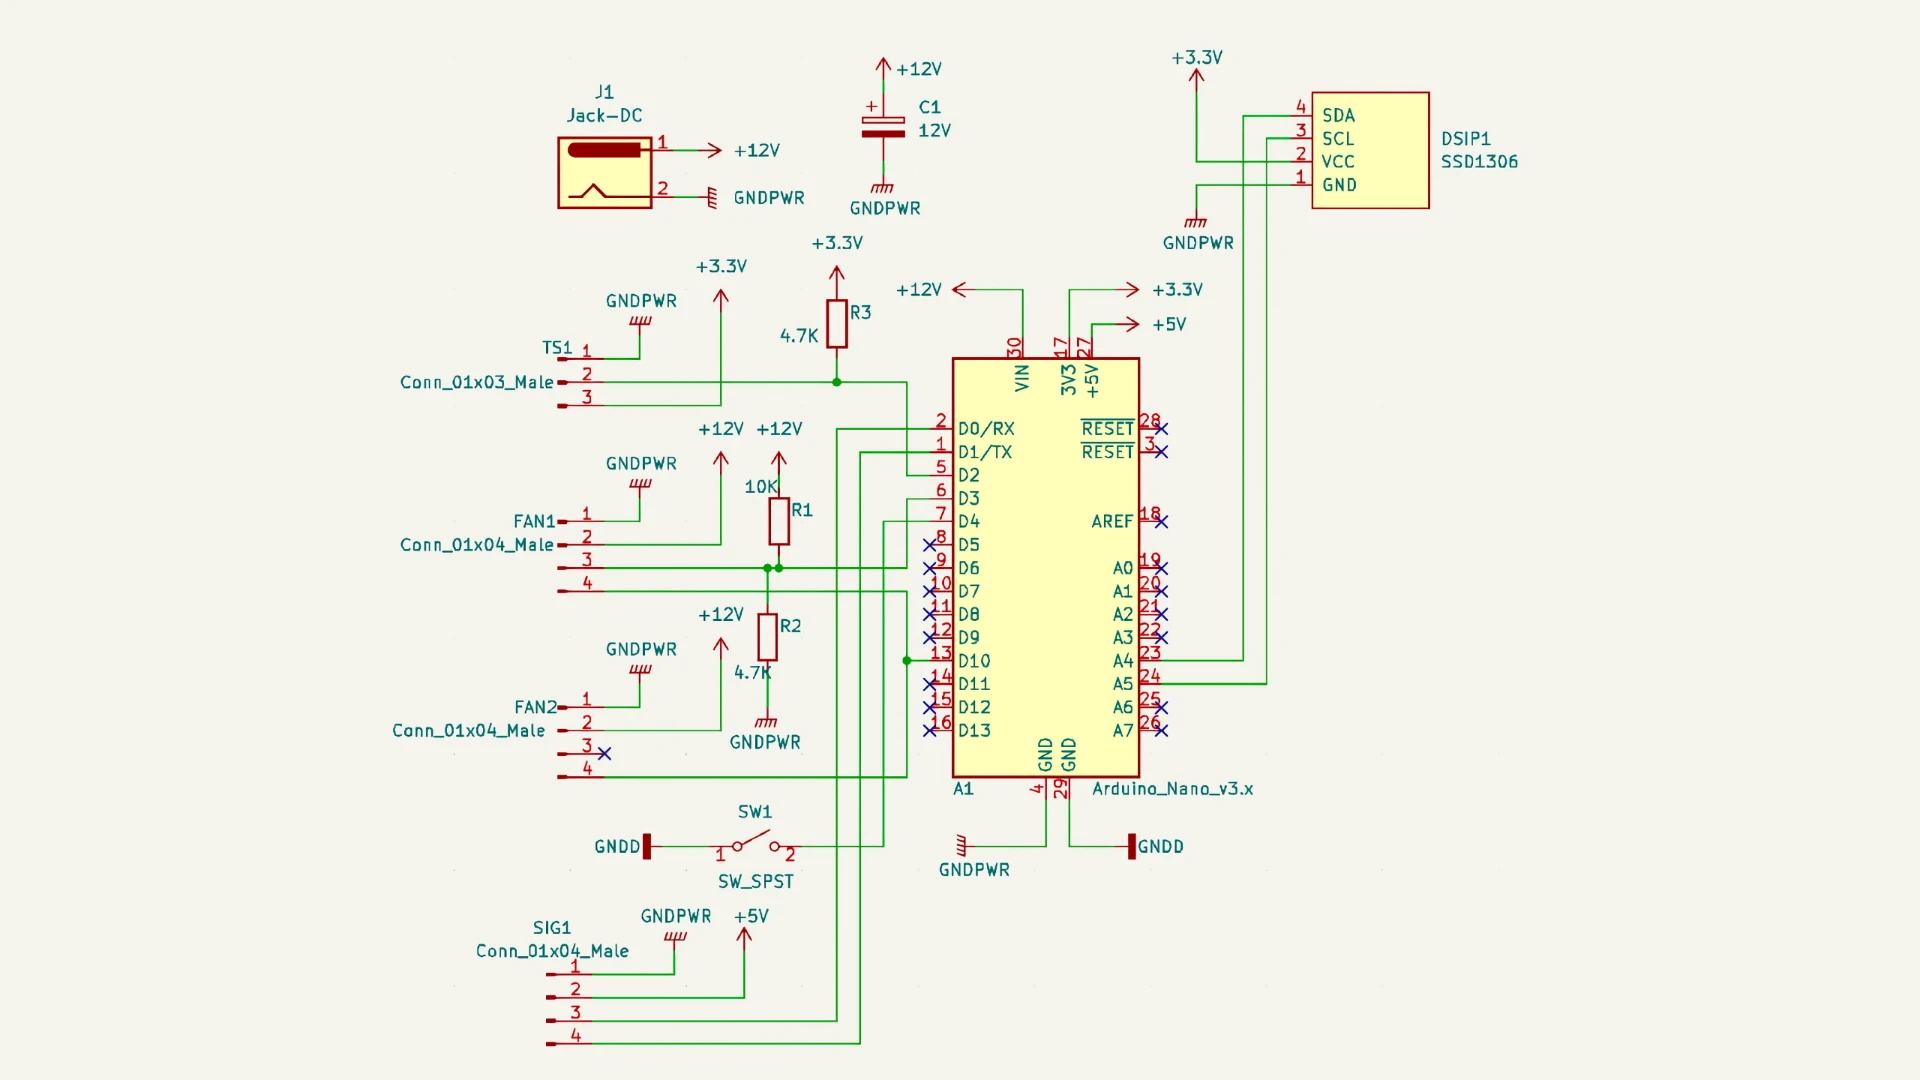 J1
Jack-DC
1
+12V
2
GNDPWR
+12V
+
C1
12V
GNDPWR
+3.3V
4
SDA
3
SCL
2
VCC
1
GND
DSIP1
SSD1306
GNDPWR
+3.3V
4.7K
R3
+3.3V
GNDPWR
TS1
Conn_01x03_Male
1
2
3
+12V
+3.3V
+5V
30
17
27
VIN
3V3
+5V
+12V
+12V
GNDPWR
10K
R1
FAN1
Conn_01x04_Male
1
2
3
4
+12V
R2
4.7K
GNDPWR
GNDPWR
FAN2
Conn_01x04_Male
1
2
3
4
2
D0/RX
1
D1/TX
5
D2
6
D3
7
D4
8
D5
9
D6
10
D7
11
D8
12
D9
13
D10
14
D11
15
D12
16
D13
RESET
28
RESET
3
AREF
18
A0
19
A1
20
A2
21
A3
22
A4
23
A5
24
A6
25
A7
26
GND
GND
4
29
A1
Arduino_Nano_v3.x
GNDPWR
GNDD
SW1
GNDD
1
2
SW_SPST
GNDPWR
+5V
SIG1
Conn_01x04_Male
1
2
3
4